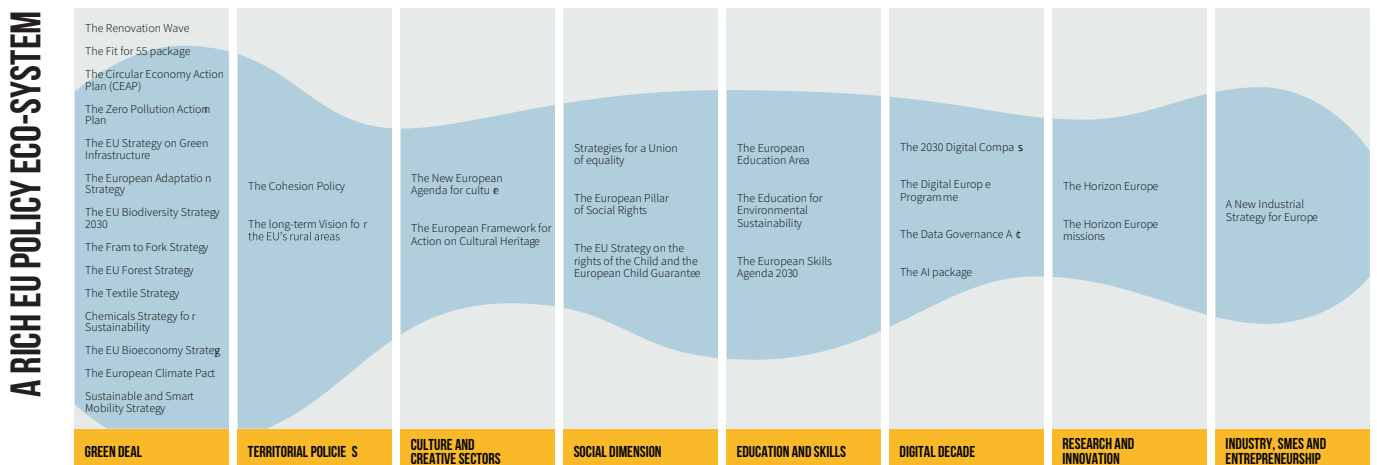 A RICH EU POLICY ECO-SYSTEM
The Renovation Wave
The Fit for 55 package
The Circular Economy Action
Plan (CEAP)
The Zero Pollution Action
Plan
The EU Strategy on Green
Infrastructure
The European Adaptatio n
Strategy
The EU Biodiversity Strategy
2030
The Fram to Fork Strategy
The EU Forest Strategy
The Textile Strategy
Chemicals Strategy fo r
Sustainability
The EU Bioeconomy Strateg
The European Climate Pact
Sustainable and Smart
Mobility Strategy
GREEN DEAL
The Cohesion Policy
The long-term Vision fo r
the EU's rural areas
TERRITORIAL POLICIE S
The New European
Agenda for cultu e
The European Framework for
Action on Cultural Heritage
CULTURE AND
CREATIVE SECTORS
Strategies for a Union
of equality
The European Pillar
of Social Rights
The EU Strategy on the
rights of the Child and the
European Child Guarantee
SOCIAL DIMENSION
The European
Education Area
The Education for
Environmental
Sustainability
The European Skills
Agenda 2030
EDUCATION AND SKILLS
The 2030 Digital Compa s
The Digital Europ e
Programme
The Data Governance A t
The AI package
DIGITAL DECADE
The Horizon Europe
The Horizon Europe
missions
RESEARCH AND
INNOVATION
A New Industrial
Strategy for Europe
INDUSTRY, SMES AND
ENTREPRENEURSHIP